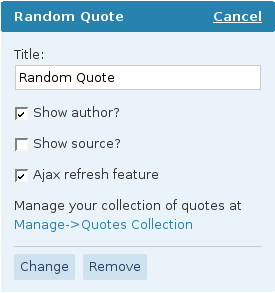 Random Quote Cancel
Title:
Random Quote
Show author?
Show source?
Ajax refresh feature
Manage your collection of quotes at
Manage->Quotes Collection
Change Remove